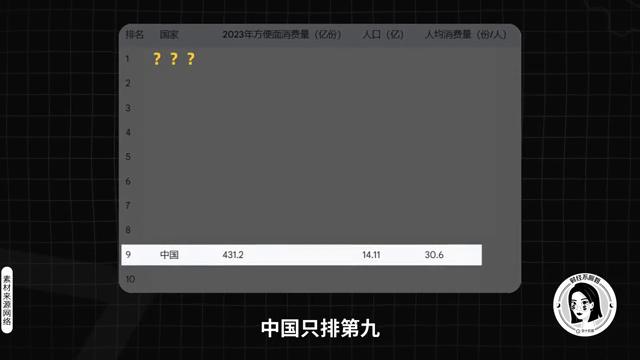 排名 国家 2023年方便面消费量（亿份） 人口（亿） 人均消费量（份/人）
1 ？？？
2
3
4
5
6
7
8
9 中国 431.2 14.11 30.6
10
素材来源网络
中国只排第九